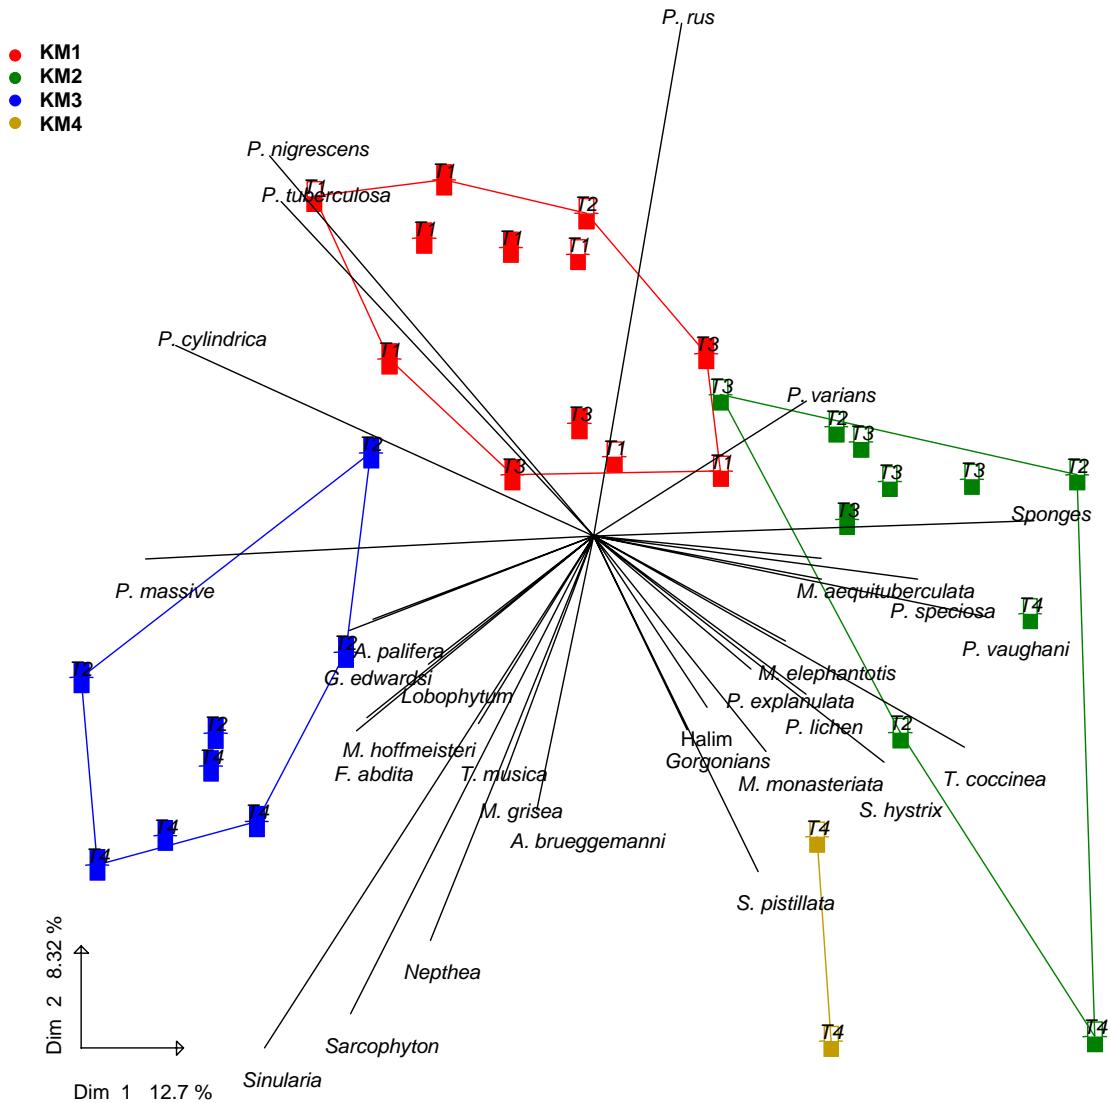 P. rus
KM1
KM2
KM3
KM4
P. nigrescens
T1
T1
P. tuberculosa
T2
T1
T1
T1
P. cylindrica
T1
T3
T3
P. varians
T3
T2
T3
T2
T1
T1
T3
T3
T3
T2
Sponges
T3
P. massive
M. aequituberculata
P. speciosa
T4
P. vaughani
T2
A. palifera
T2
G. edwardsi
M. elephantotis
Lobophytum
P. explanulata
P. lichen
T2
T2
Halim
M. hoffmeisteri
Gorgonians
T4
F. abdita
T. musica
M. monasteriata
T. coccinea
M. grisea
S. hystrix
T4
T4
T4
A. brueggemanni
T4
S. pistillata
Nepthea
T4
T4
Sarcophyton
Sinularia
Dim 2 8.32 %
Dim 1 12.7 %